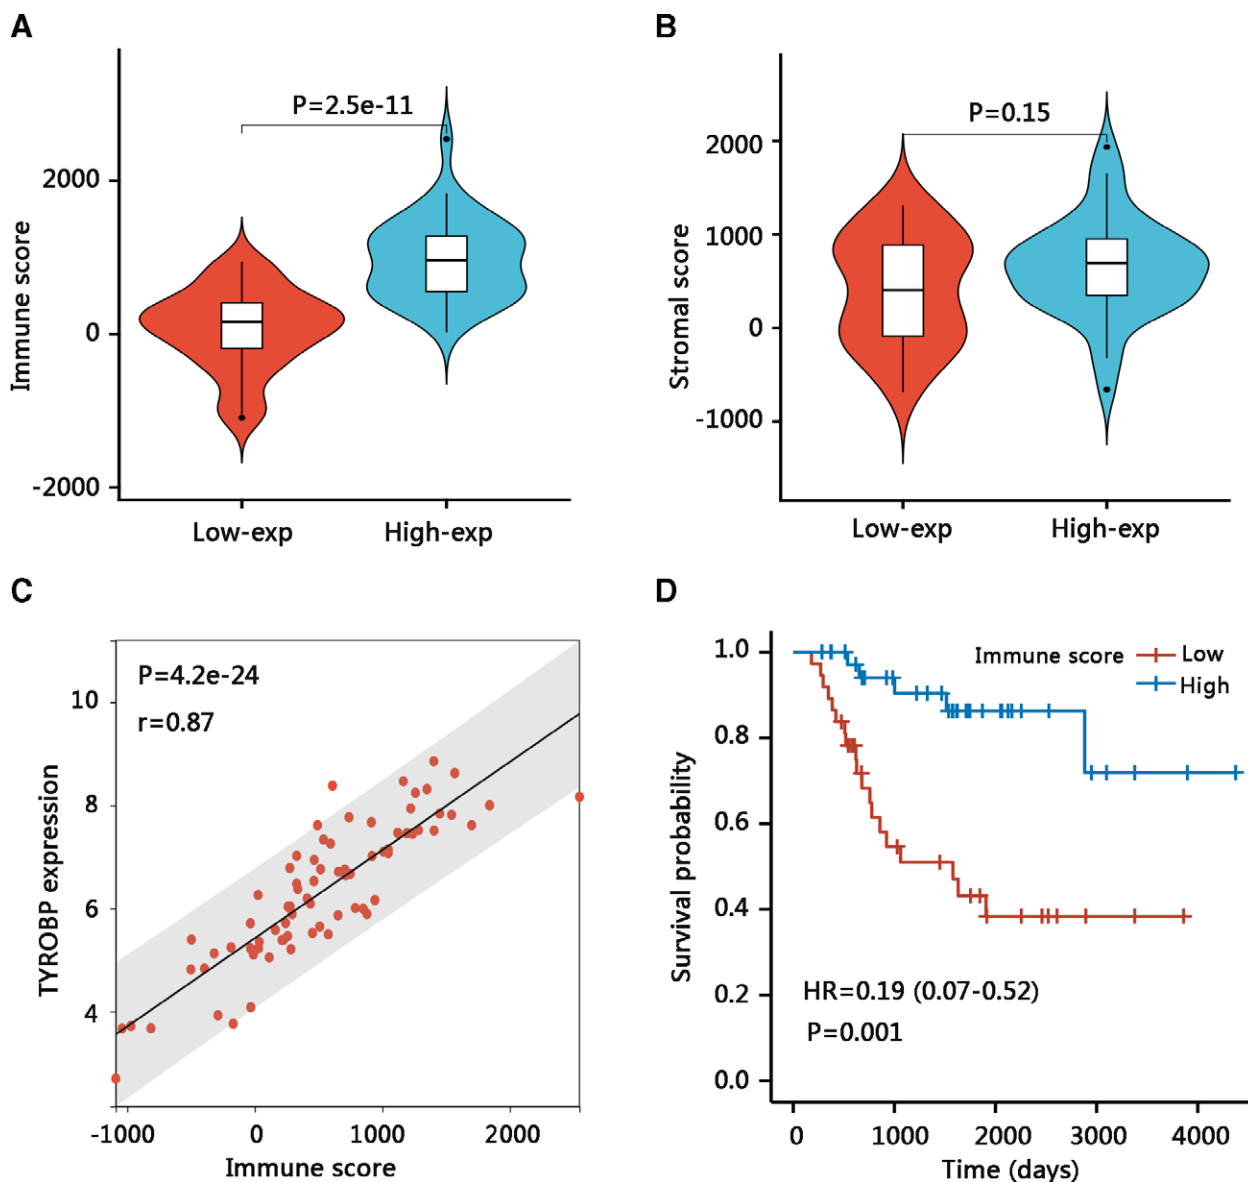 A
P=2.5e-11
Immune score
2000
0
-2000
Low-exp
High-exp
B
P=0.15
Stromal score
2000
1000
0
-1000
Low-exp
High-exp
C
P=4.2e-24
r=0.87
TYROBP expression
10
8
6
4
-1000
0
1000
2000
Immune score
D
Immune score
Low
High
Survival probability
1.0
0.8
0.6
0.4
0.2
0.0
HR=0.19 (0.07-0.52)
P=0.001
0
1000
2000
3000
4000
Time (days)